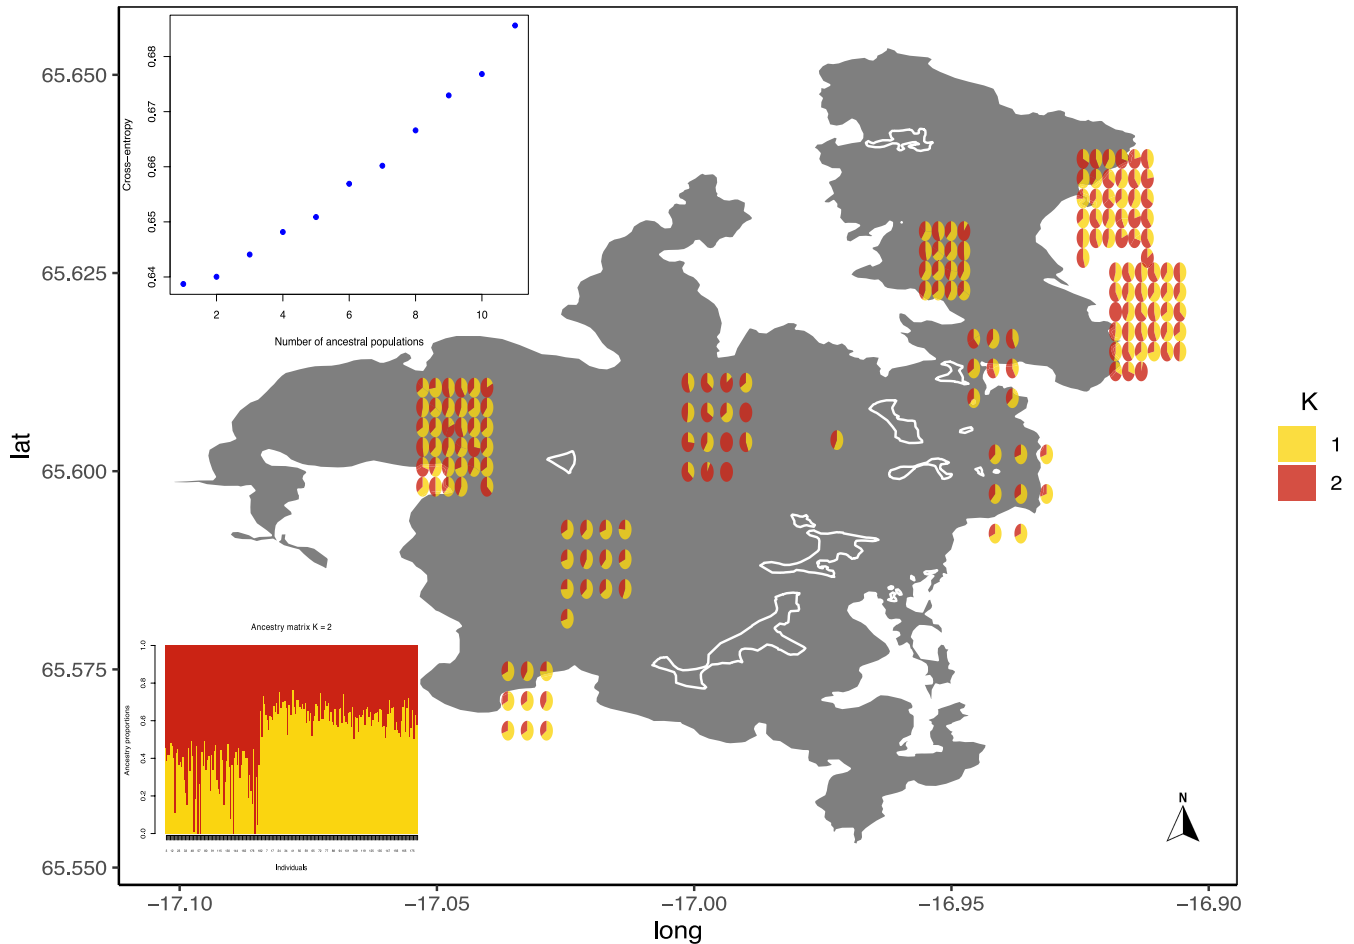 0.68
0.67
0.66
0.65
0.64
Cross-entropy
2 4 6 8 10
Number of ancestral populations
65.650
65.625
65.600
65.575
65.550
lat
K
1
2
Ancestry matrix K = 2
1.0
0.8
0.6
0.4
0.2
0.0
Ancestry proportions
Individuals
N
−17.10 −17.05 −17.00 −16.95 −16.90
long